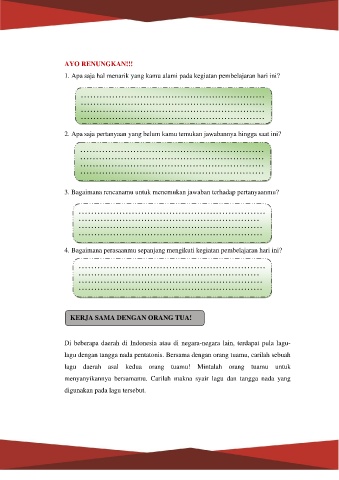 AYO RENUNGKAN!!!
1. Apa saja hal menarik yang kamu alami pada kegiatan pembelajaran hari ini?
2. Apa saja pertanyaan yang belum kamu temukan jawabannya hingga saat ini?
3. Bagaimana rencanamu untuk menemukan jawaban terhadap pertanyaanmu?
4. Bagaimana perasaanmu sepanjang mengikuti kegiatan pembelajaran hari ini?
KERJA SAMA DENGAN ORANG TUA!
Di beberapa daerah di Indonesia atau di negara-negara lain, terdapat pula lagu-
lagu dengan tangga nada pentatonis. Bersama dengan orang tuamu, carilah sebuah
lagu daerah asal kedua orang tuamu! Mintalah orang tuamu untuk
menyanyikannya bersamamu. Carilah makna syair lagu dan tangga nada yang
digunakan pada lagu tersebut.